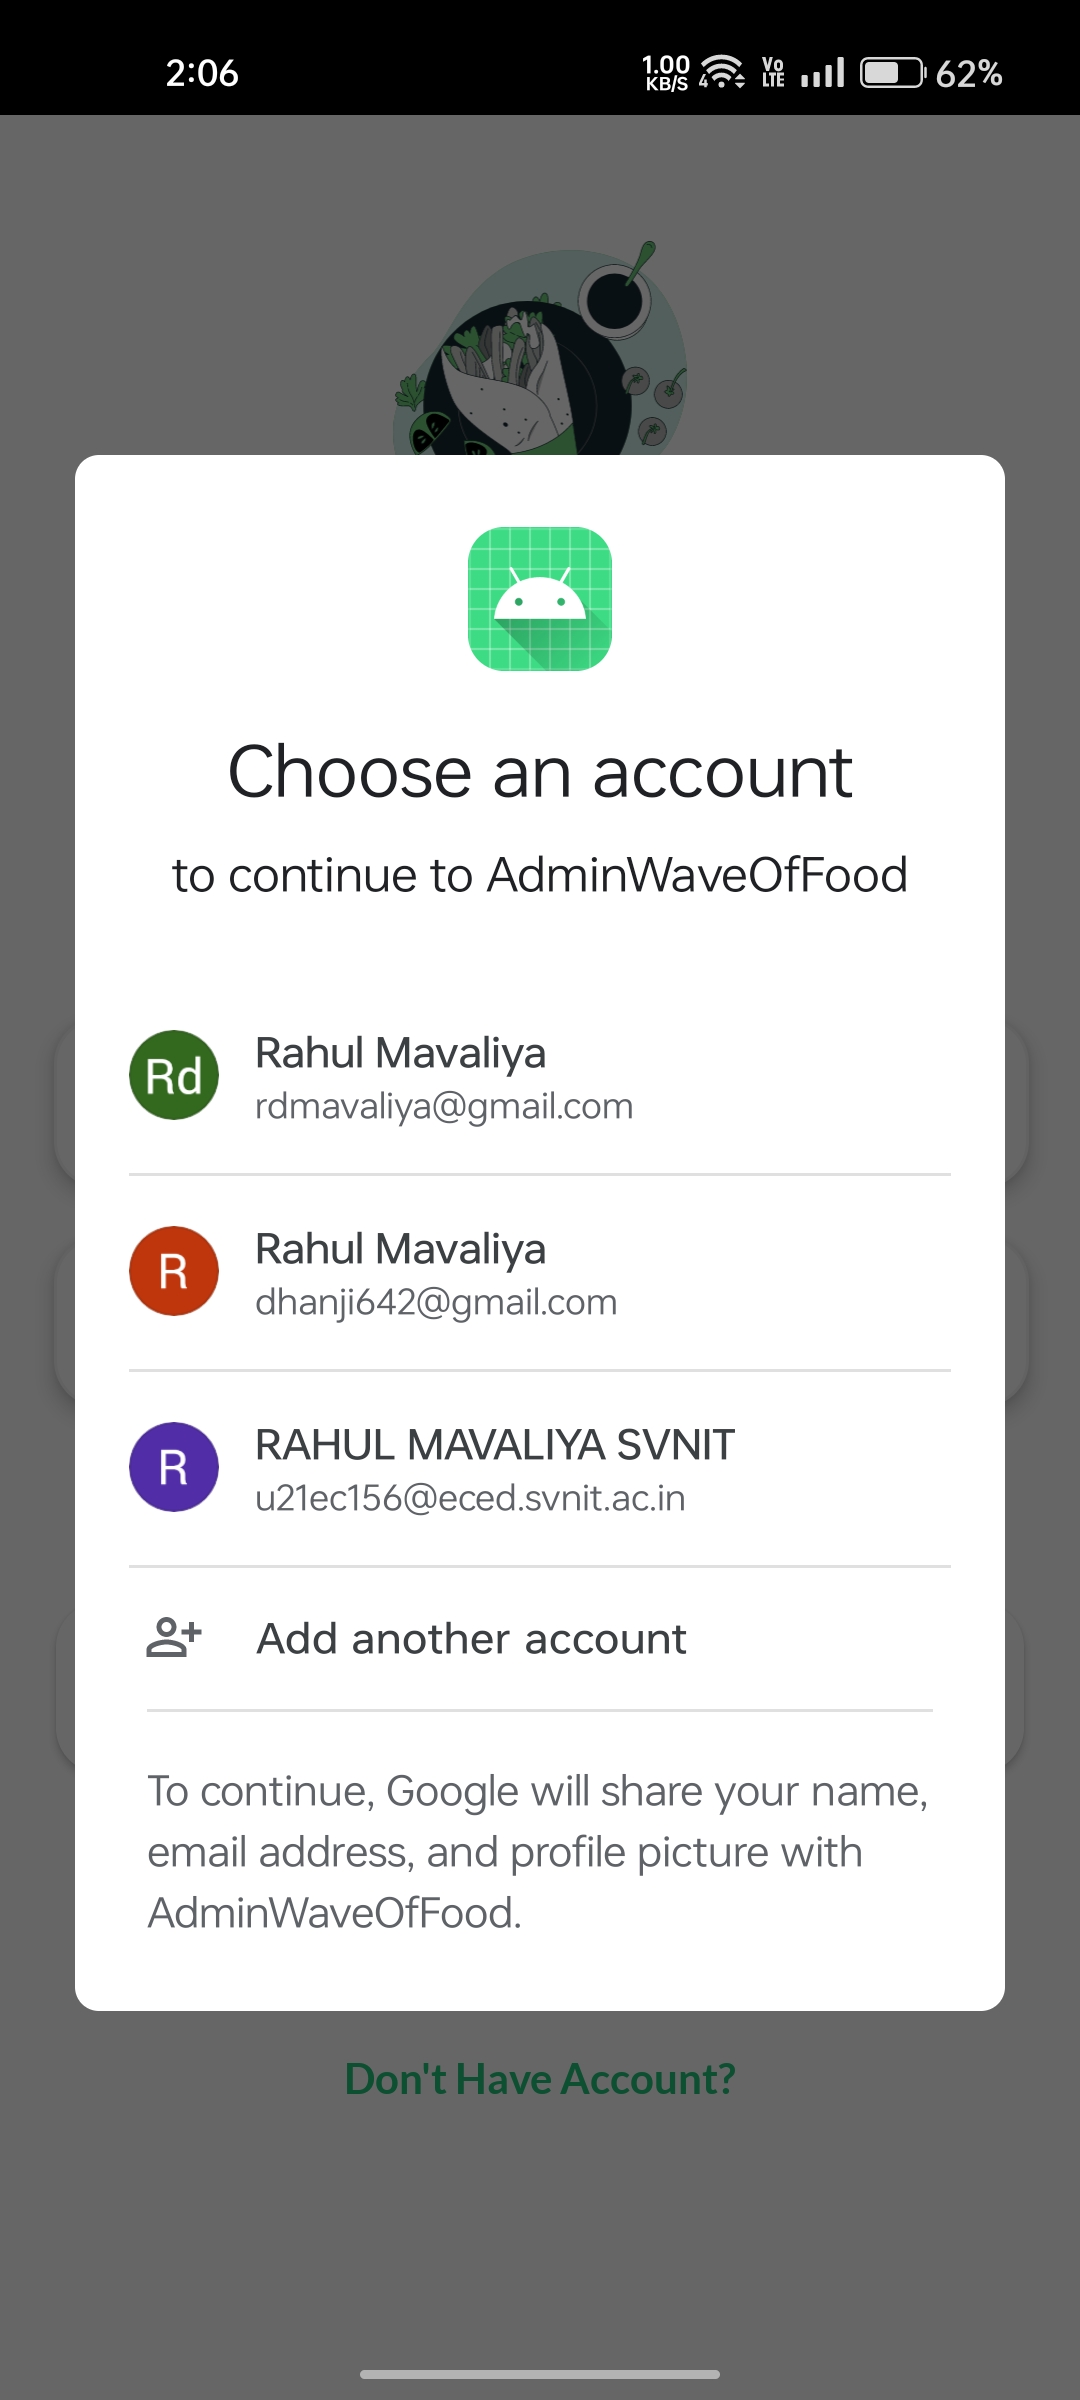 2:06
1.00
KB/S
4
Vo
LTE
62%
Choose an account
to continue to AdminWaveOfFood
Rd
Rahul Mavaliya
rdmavaliya@gmail.com
R
Rahul Mavaliya
dhanji642@gmail.com
R
RAHUL MAVALIYA SVNIT
u21ec156@eced.svnit.ac.in
Add another account
To continue, Google will share your name,
email address, and profile picture with
AdminWaveOfFood.
Don't Have Account?